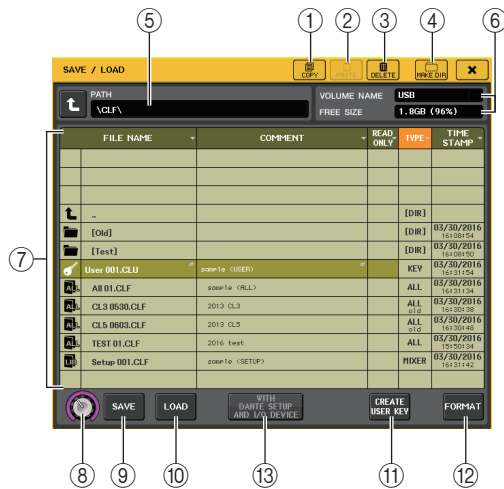 ① ② ③ ④ ⑤ ⑥
SAVE / LOAD
COPY PASTE DELETE MAKE DIR
PATH
\CLF\
VOLUME NAME USB
FREE SIZE 1.8GB (96%)
FILE NAME COMMENT READ ONLY TYPE TIME STAMP
.. [DIR]
[Old] [DIR] 03/30/2016 16:08:54
[Test] [DIR] 03/30/2016 16:08:50
User 001.CLU sample (USER) KEY 03/30/2016 16:31:54
ALL All 01.CLF sample (ALL) ALL 03/30/2016 16:31:34
ALL CL3 0530.CLF 2013 CL3 ALL old 03/30/2016 16:30:38
ALL CL5 0603.CLF 2013 CL5 ALL old 03/30/2016 16:30:48
ALL TEST 01.CLF 2016 test ALL 03/30/2016 15:50:34
LIB Setup 001.CLF sample (SETUP) MIXER 03/30/2016 16:31:42
⑦
SAVE LOAD
WITH DANTE SETUP AND I/O DEVICE
CREATE USER KEY
FORMAT
⑧ ⑨ ⑩ ⑬ ⑪ ⑫